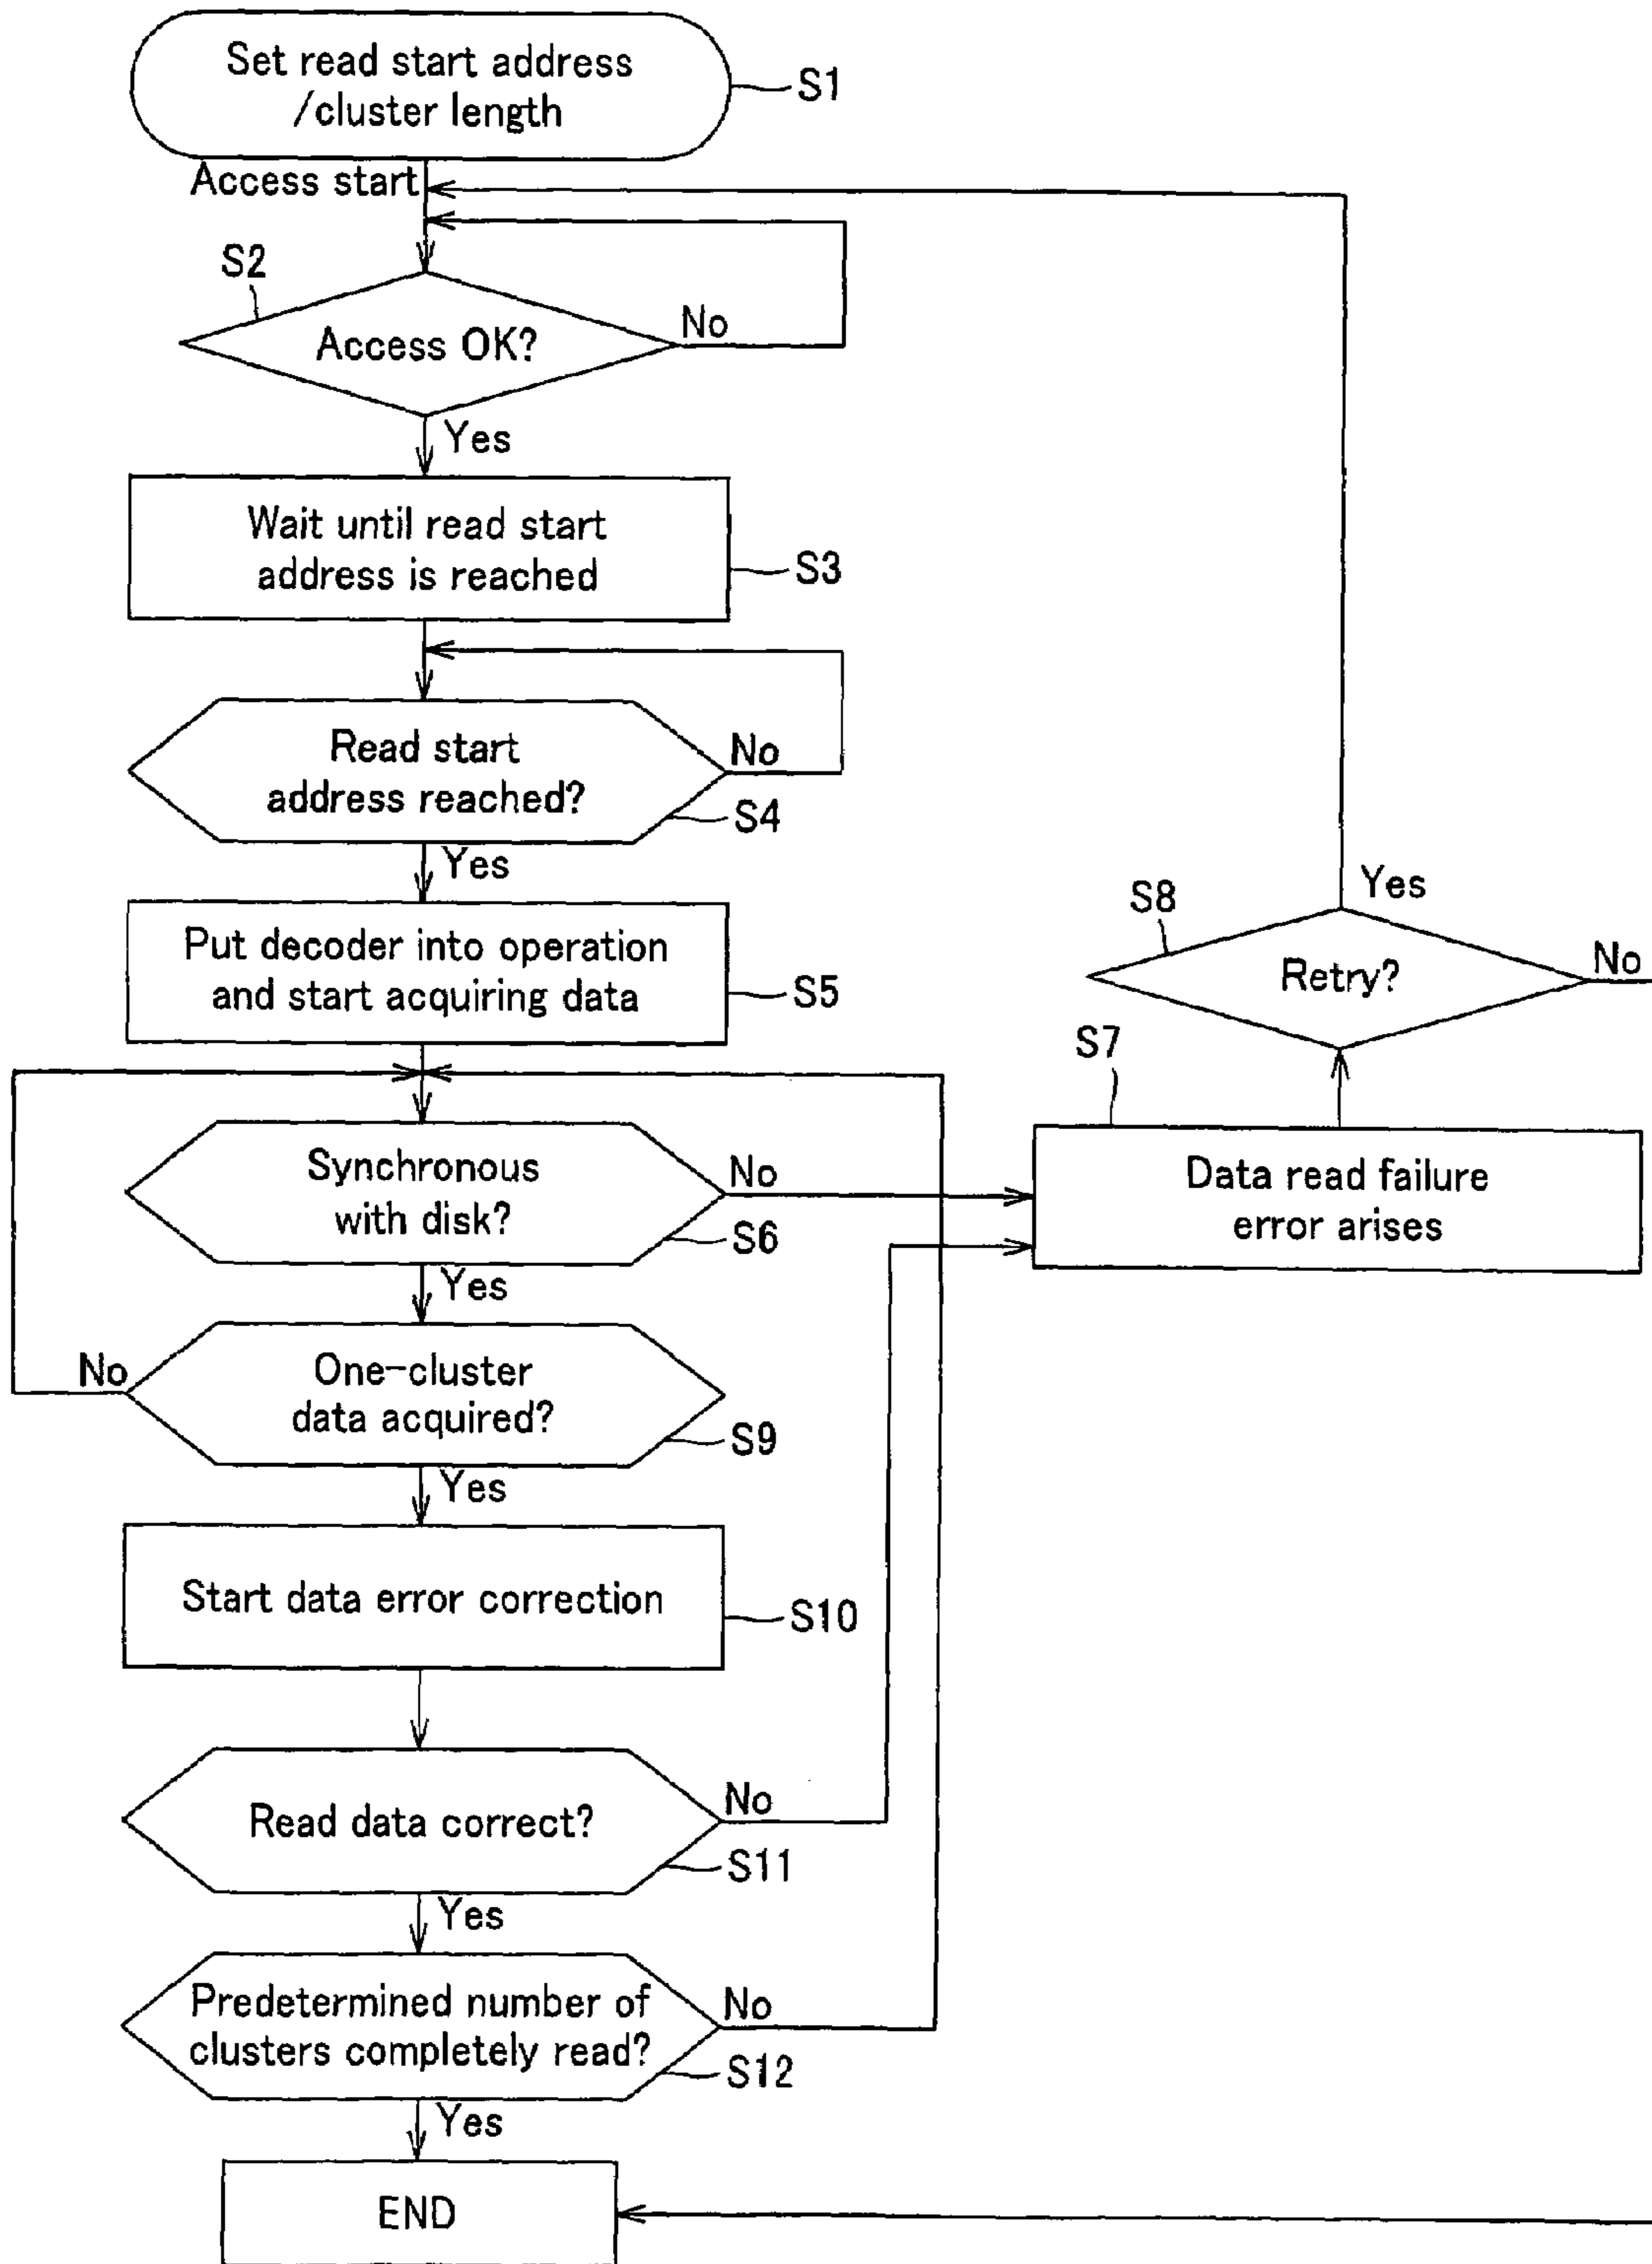 Set read start address
/cluster length
S1
Access start
S2
Access OK?
No
Yes
Wait until read start
address is reached
S3
Read start
address reached?
No
S4
Yes
Put decoder into operation
and start acquiring data
S5
S8
Yes
Retry?
No
S7
Data read failure
error arises
Synchronous
with disk?
No
S6
Yes
One-cluster
data acquired?
No
S9
Yes
Start data error correction
S10
Read data correct?
No
S11
Yes
Predetermined number of
clusters completely read?
No
S12
Yes
END